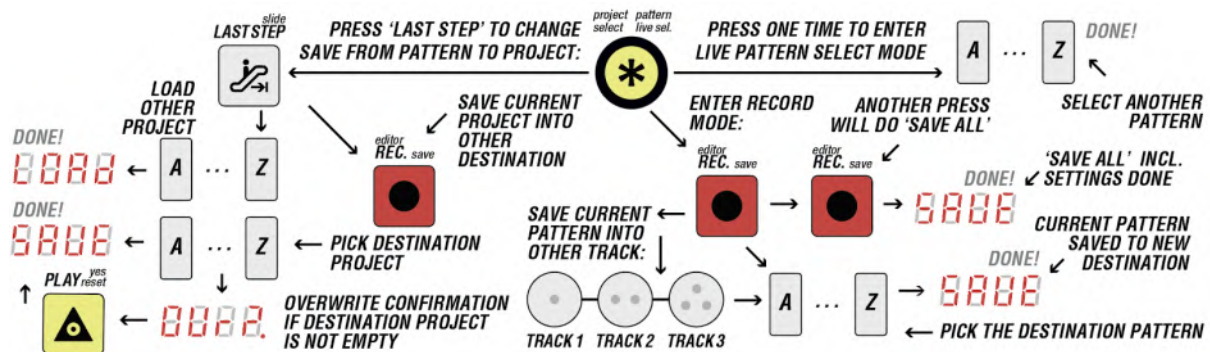 slide
LAST STEP
PRESS 'LAST STEP' TO CHANGE
SAVE FROM PATTERN TO PROJECT:
project select
pattern live sel.
*
PRESS ONE TIME TO ENTER
LIVE PATTERN SELECT MODE
A ... Z
DONE!
SELECT ANOTHER
PATTERN
LOAD
OTHER
PROJECT
DONE!
LOAd
A ... Z
SAVE CURRENT
PROJECT INTO
OTHER
DESTINATION
editor
REC. save
ENTER RECORD
MODE:
editor
REC. save
ANOTHER PRESS
WILL DO 'SAVE ALL'
editor
REC. save
DONE!
SAVE
'SAVE ALL' INCL.
SETTINGS DONE
DONE!
SAVE
A ... Z
PICK DESTINATION
PROJECT
PLAY yes
reset
OVr?.
OVERWRITE CONFIRMATION
IF DESTINATION PROJECT
IS NOT EMPTY
SAVE CURRENT
PATTERN INTO
OTHER TRACK:
TRACK 1 TRACK 2 TRACK 3
A ... Z
DONE!
SAVE
CURRENT PATTERN
SAVED TO NEW
DESTINATION
PICK THE DESTINATION PATTERN